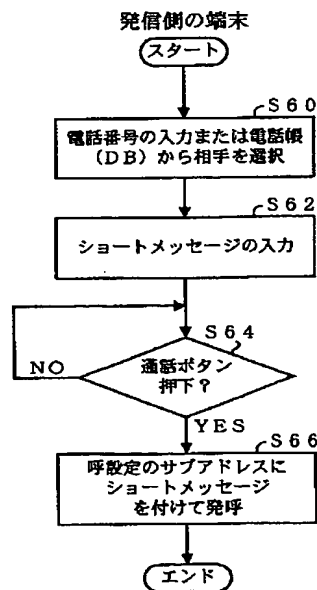 発信側の端末
スタート
S60
電話番号の入力または電話帳
(DB)から相手を選択
S62
ショートメッセージの入力
S64
通話ボタン
押下?
NO
YES
S66
呼設定のサブアドレスに
ショートメッセージ
を付けて発呼
エンド